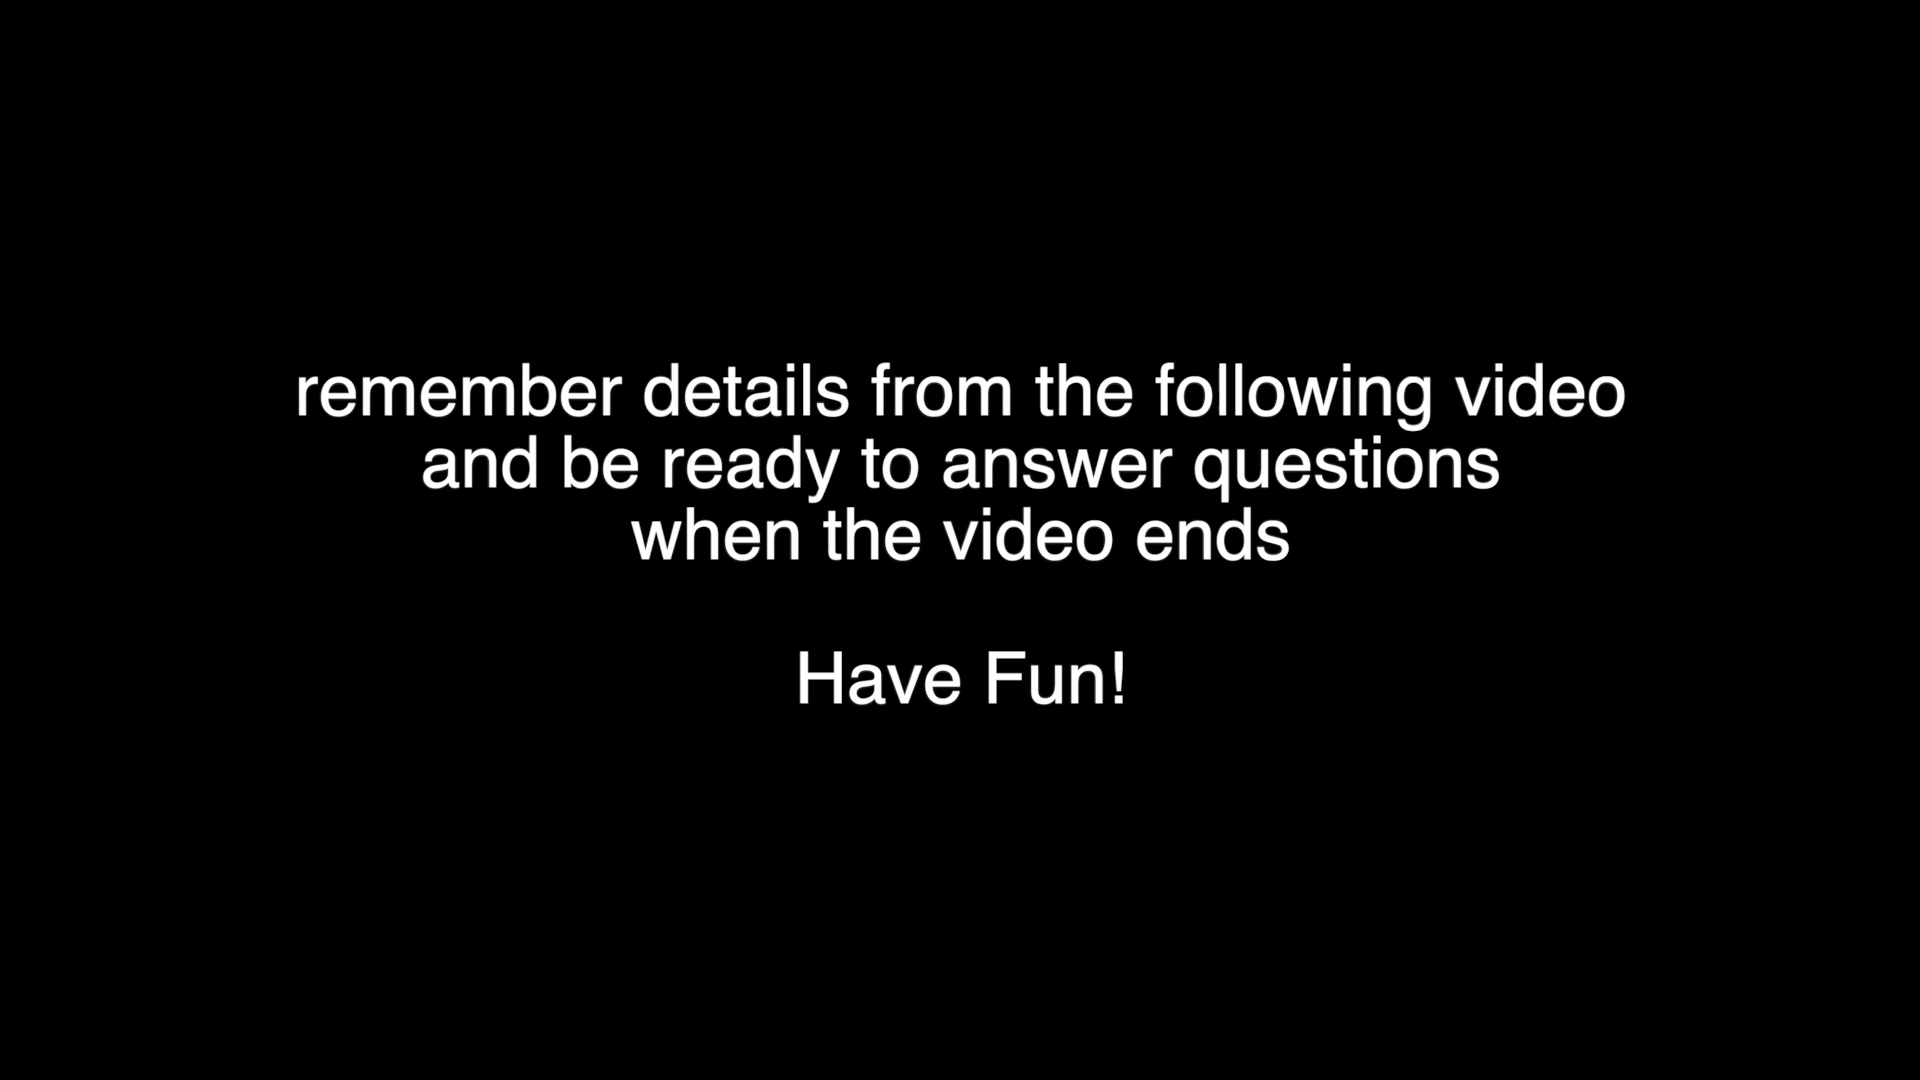 remember details from the following video
and be ready to answer questions
when the video ends
Have Fun!